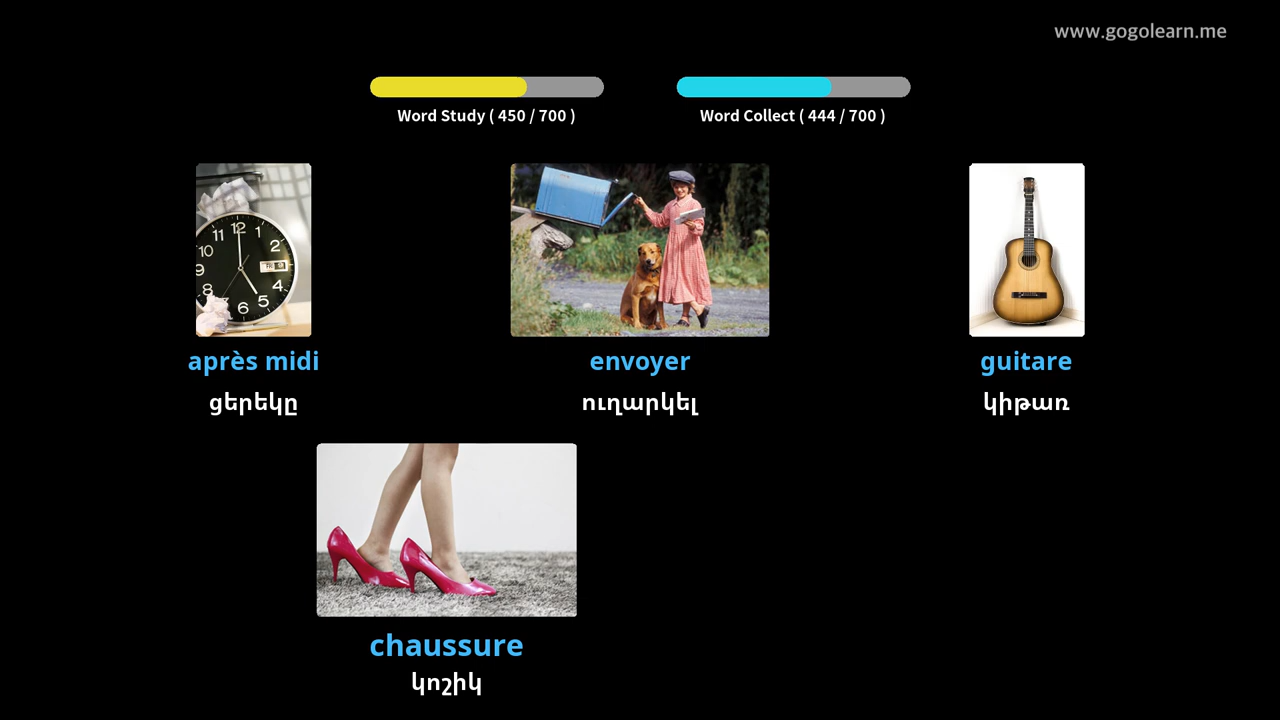 www.gogolearn.me
Word Study ( 450 / 700 )
Word Collect ( 444 / 700 )
après midi
envoyer
guitare
ցերեկը
ուղարկել
կիթառ
chaussure
կոշիկ